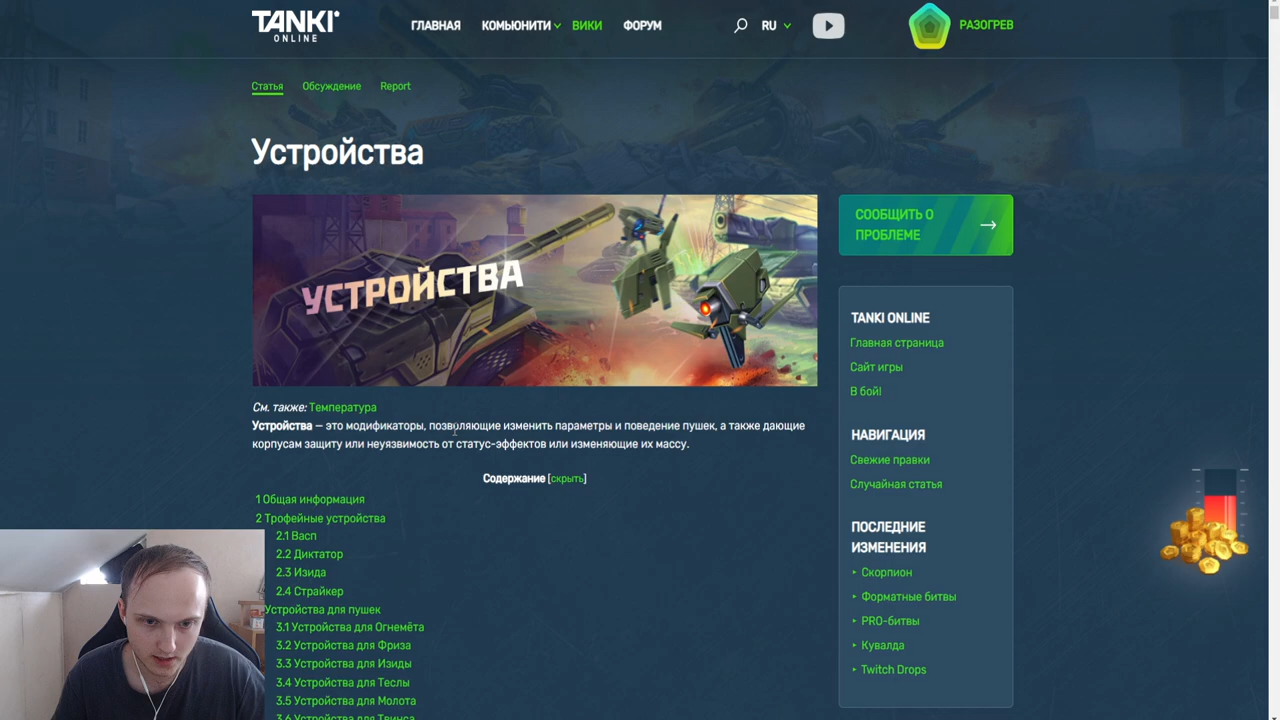 TANKI
ONLINE
ГЛАВНАЯ
КОМЬЮНИТИ
ВИКИ
ФОРУМ
RU
РАЗОГРЕВ
Статья
Обсуждение
Report
Устройства
УСТРОЙСТВА
СООБЩИТЬ О
ПРОБЛЕМЕ
См. также: Температура
Устройства — это модификаторы, позволяющие изменить параметры и поведение пушек, а также дающие
корпусам защиту или неуязвимость от статус-эффектов или изменяющие их массу.
Содержание [скрыть]
1 Общая информация
2 Трофейные устройства
2.1 Васп
2.2 Диктатор
2.3 Изида
2.4 Страйкер
Устройства для пушек
3.1 Устройства для Огнемёта
3.2 Устройства для Фриза
3.3 Устройства для Изиды
3.4 Устройства для Теслы
3.5 Устройства для Молота
3.6 Устройства для Твинса
TANKI ONLINE
Главная страница
Сайт игры
В бой!
НАВИГАЦИЯ
Свежие правки
Случайная статья
ПОСЛЕДНИЕ
ИЗМЕНЕНИЯ
Скорпион
Форматные битвы
PRO-битвы
Кувалда
Twitch Drops